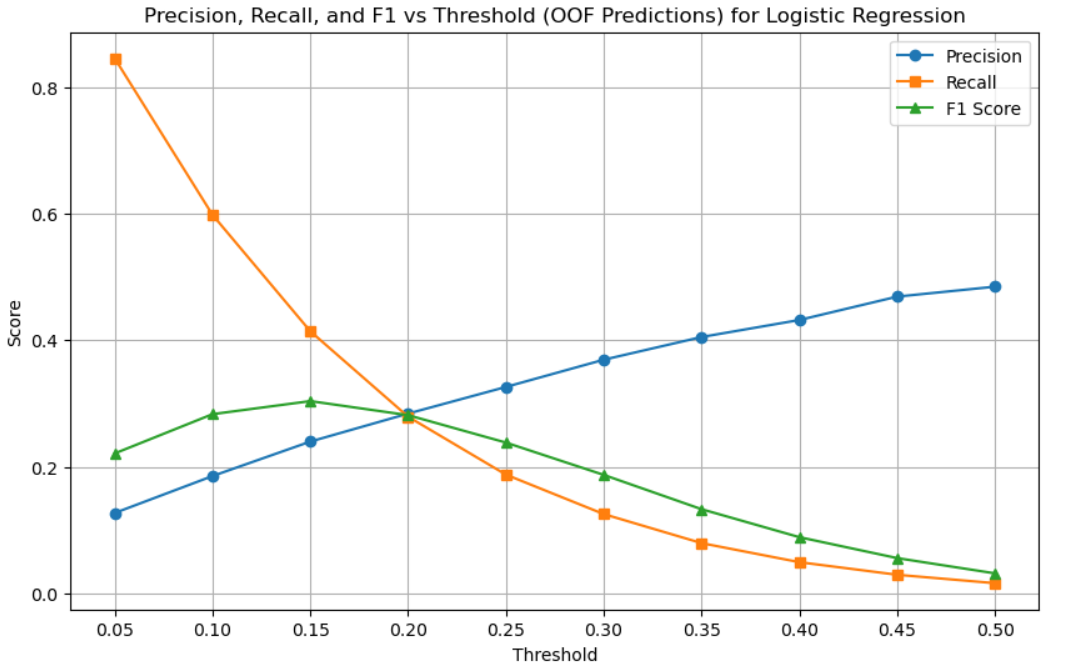 Precision, Recall, and F1 vs Threshold (OOF Predictions) for Logistic Regression
Precision
Recall
F1 Score
Score
0.8
0.6
0.4
0.2
0.0
0.05 0.10 0.15 0.20 0.25 0.30 0.35 0.40 0.45 0.50
Threshold